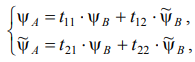 ψ_A = t_11 · ψ_B + t_12 · ψ̃_B ,
ψ̃_A = t_21 · ψ_B + t_22 · ψ̃_B ,